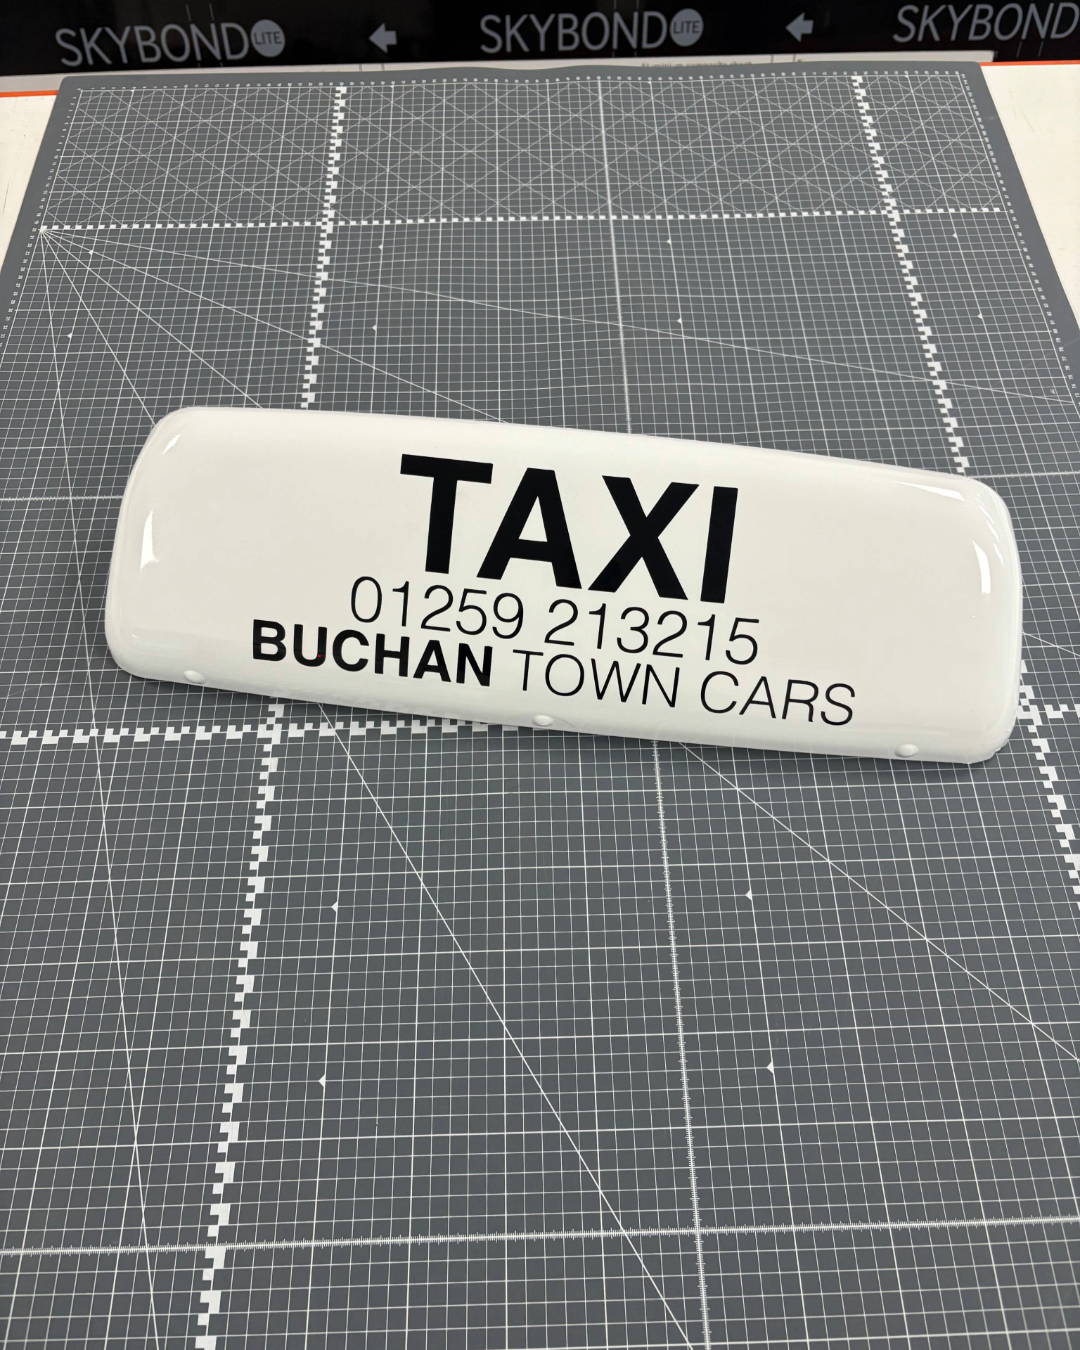 SKYBOND LITE SKYBOND LITE SKYBOND
TAXI
01259 213215
BUCHAN TOWN CARS